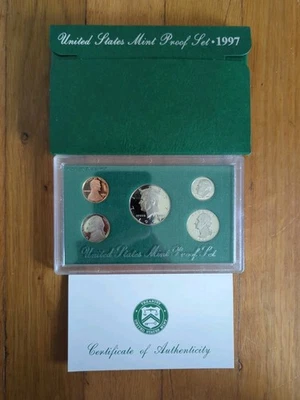 United States Mint Proof Set • 1997
United States Mint Proof Set
Certificate of Authenticity